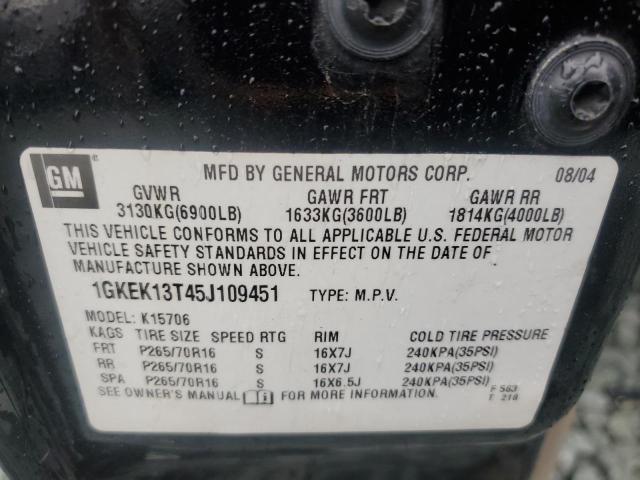 GM ®
MFD BY GENERAL MOTORS CORP. 08/04
GVWR GAWR FRT GAWR RR
3130KG(6900LB) 1633KG(3600LB) 1814KG(4000LB)
THIS VEHICLE CONFORMS TO ALL APPLICABLE U.S. FEDERAL MOTOR
VEHICLE SAFETY STANDARDS IN EFFECT ON THE DATE OF
MANUFACTURE SHOWN ABOVE.
1GKEK13T45J109451 TYPE: M.P.V.
MODEL: K15706
KAGS TIRE SIZE SPEED RTG RIM COLD TIRE PRESSURE
FRT P265/70R16 S 16X7J 240KPA(35PSI)
RR P265/70R16 S 16X7J 240KPA(35PSI)
SPA P265/70R16 S 16X6.5J 240KPA(35PSI)
SEE OWNER'S MANUAL i FOR MORE INFORMATION.
F 563
E 218